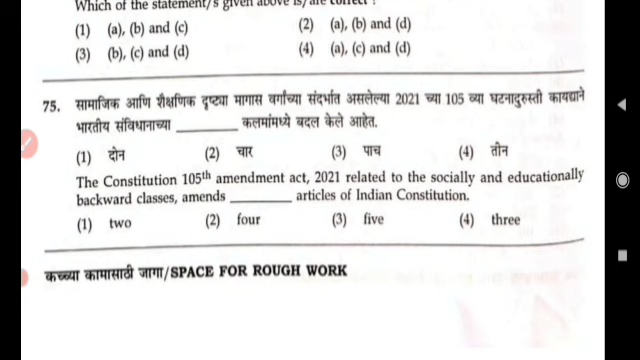 Which of the statement/s given above is/are correct ?
(1) (a), (b) and (c) (2) (a), (b) and (d)
(3) (b), (c) and (d) (4) (a), (c) and (d)
75. सामाजिक आणि शैक्षणिक दृष्ट्या मागास वर्गांच्या संदर्भात असलेल्या 2021 च्या 105 व्या घटनादुरुस्ती कायद्याने
भारतीय संविधानाच्या ________ कलमांमध्ये बदल केले आहेत.
(1) दोन (2) चार (3) पाच (4) तीन
The Constitution 105th amendment act, 2021 related to the socially and educationally
backward classes, amends ________ articles of Indian Constitution.
(1) two (2) four (3) five (4) three
कच्च्या कामासाठी जागा/SPACE FOR ROUGH WORK